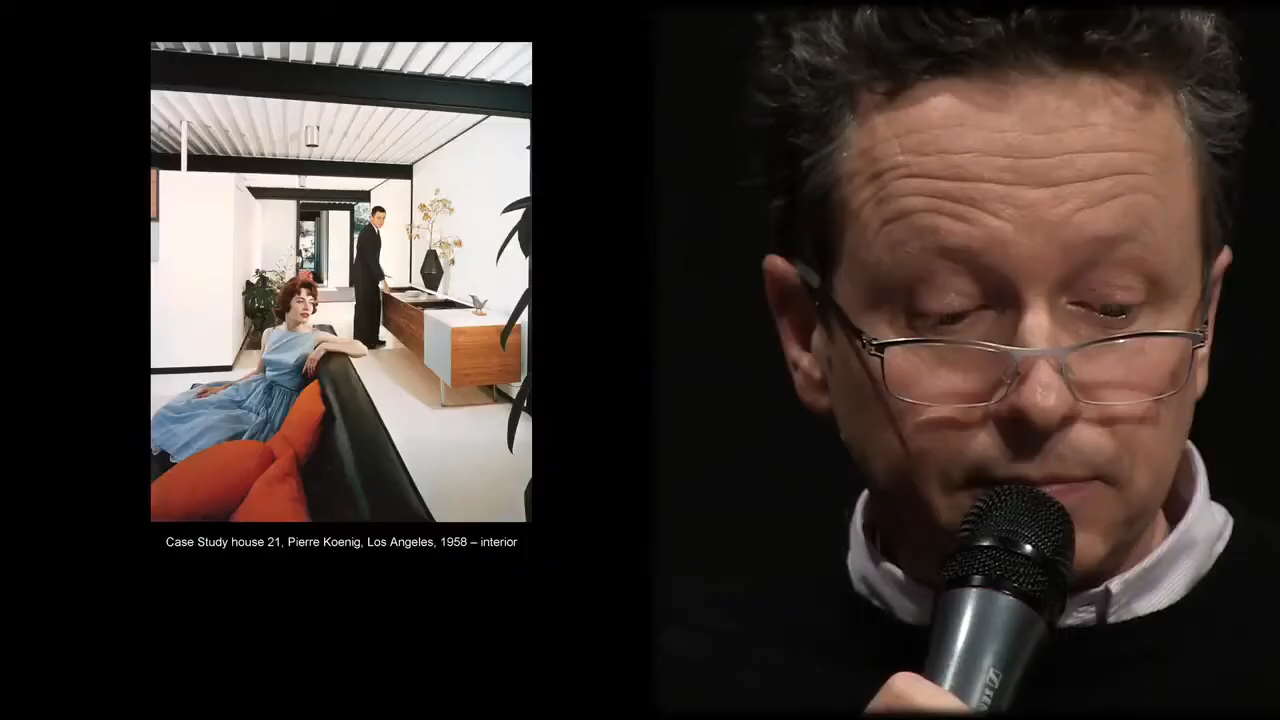 Case Study house 21, Pierre Koenig, Los Angeles, 1958 – interior